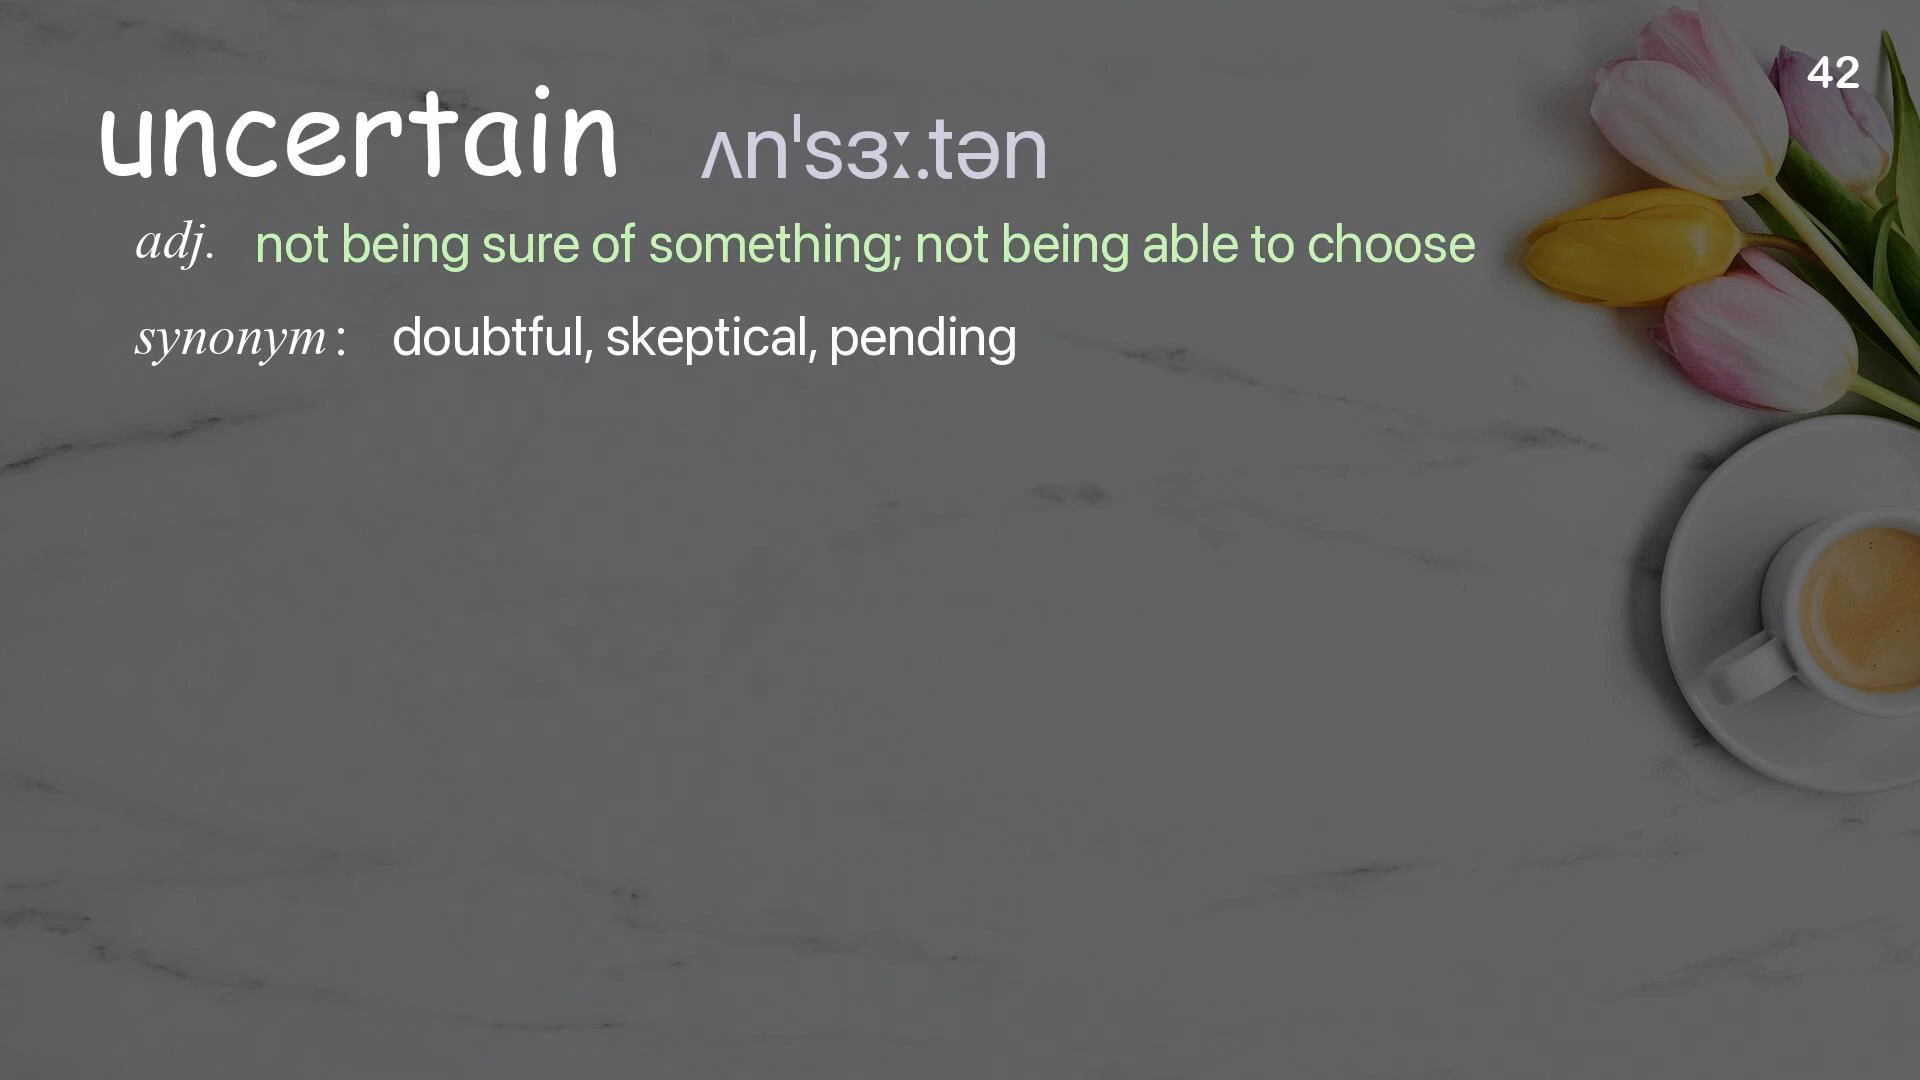 42
uncertain ʌnˈsɜː.tən
adj. not being sure of something; not being able to choose
synonym: doubtful, skeptical, pending